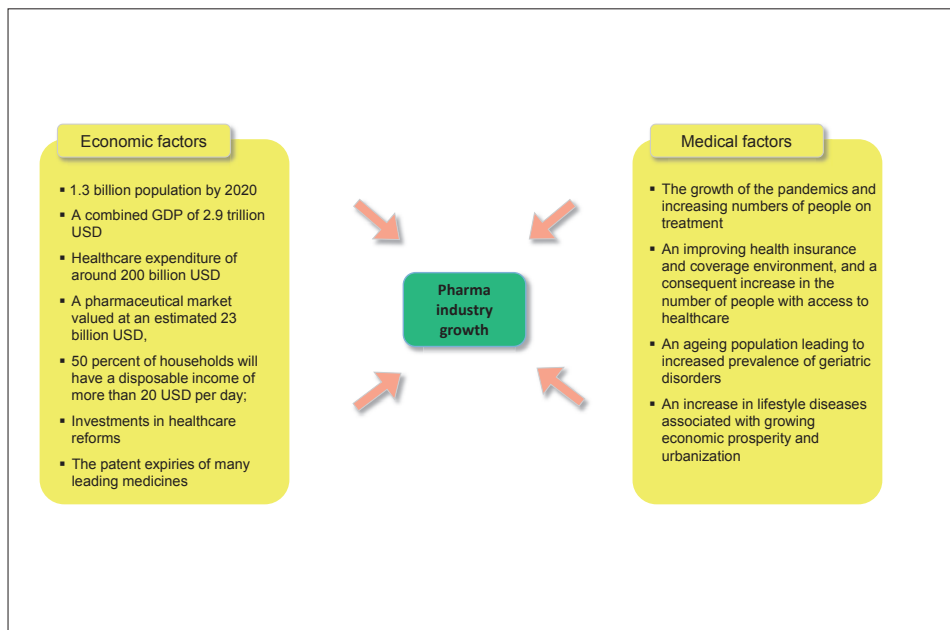 Economic factors
▪ 1.3 billion population by 2020
▪ A combined GDP of 2.9 trillion
USD
▪ Healthcare expenditure of
around 200 billion USD
▪ A pharmaceutical market
valued at an estimated 23
billion USD,
▪ 50 percent of households will
have a disposable income of
more than 20 USD per day;
▪ Investments in healthcare
reforms
▪ The patent expiries of many
leading medicines
Pharma
industry
growth
Medical factors
▪ The growth of the pandemics and
increasing numbers of people on
treatment
▪ An improving health insurance
and coverage environment, and a
consequent increase in the
number of people with access to
healthcare
▪ An ageing population leading to
increased prevalence of geriatric
disorders
▪ An increase in lifestyle diseases
associated with growing
economic prosperity and
urbanization